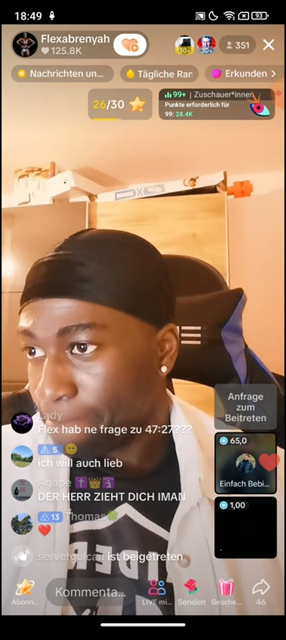 18:49
93
Flexabrenyah
125.8K
351
Nachrichten un...
Tägliche Ran
Erkunden
26/30
99+ | Zuschauer*innen
Punkte erforderlich für
99: 28.4K
Lady
Flex hab ne frage zu 47:27???
5
ich will auch lieb
Agape
DER HERR ZIEHT DICH IMAN
13 Thomas
servetgulcan ist beigetreten
Anfrage
zum
Beitreten
65,0
Einfach Bebi...
1,00
Abonn...
Kommenta...
LIVE mi...
Senden
Gesche...
46